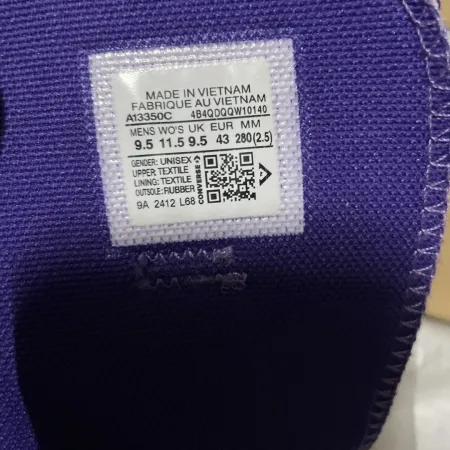 MADE IN VIETNAM
FABRIQUE AU VIETNAM
A13350C 4B4QDQQW10140
MENS WO'S UK EUR MM
9.5 11.5 9.5 43 280(2.5)
GENDER: UNISEX
UPPER: TEXTILE
LINING: TEXTILE
OUTSOLE: RUBBER
CONVERSE
9A 2412 L68